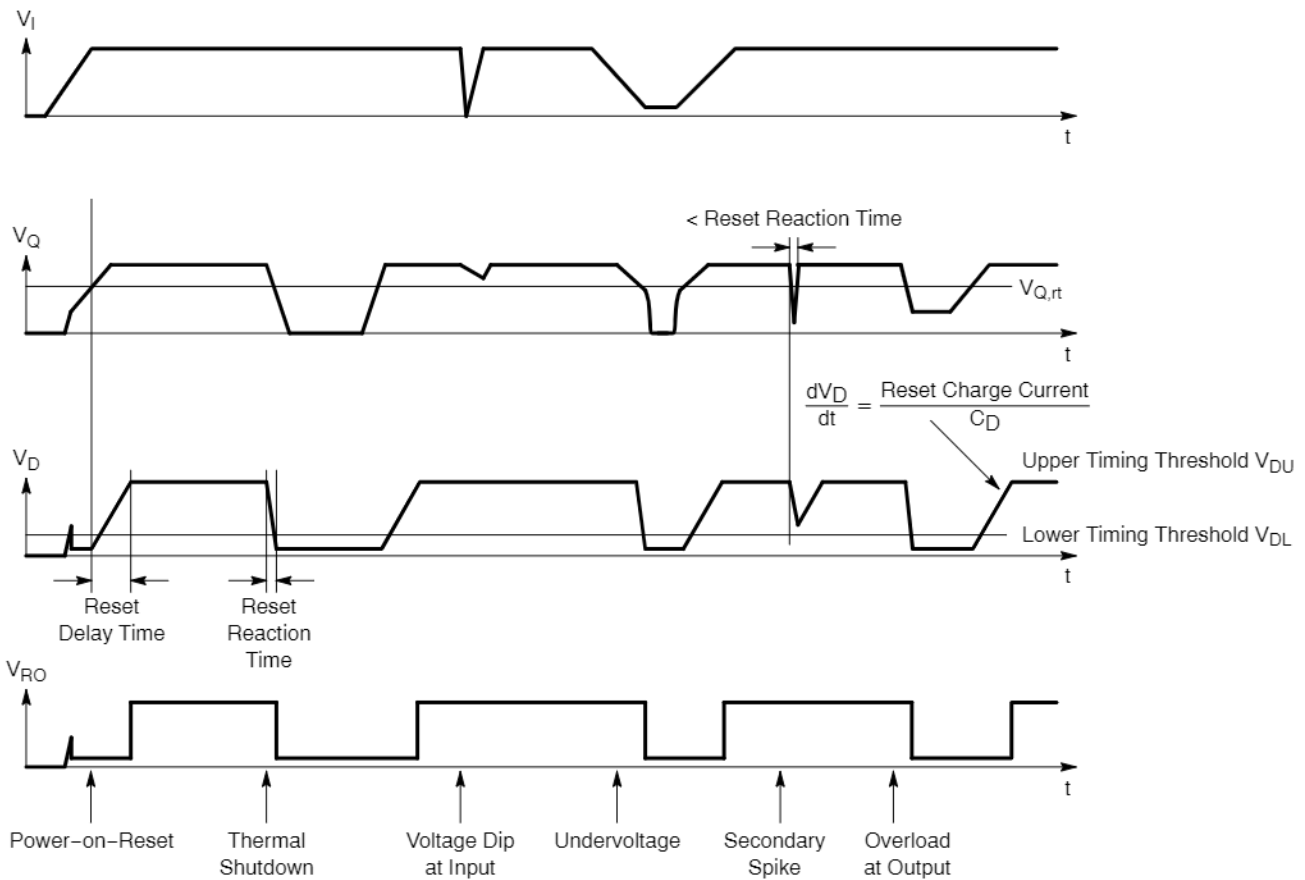 V_I
t
< Reset Reaction Time
V_Q
V_Q,rt
t
dV_D
dt
=
Reset Charge Current
C_D
V_D
Upper Timing Threshold V_DU
Lower Timing Threshold V_DL
t
Reset
Delay Time
Reset
Reaction
Time
V_RO
t
Power-on-Reset
Thermal
Shutdown
Voltage Dip
at Input
Undervoltage
Secondary
Spike
Overload
at Output